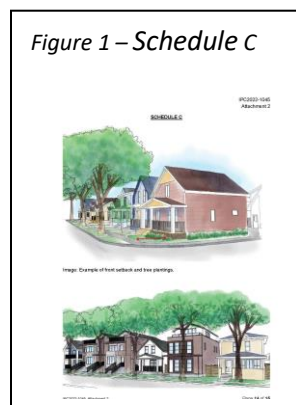 Figure 1 – Schedule C
IPC2023-1045
Attachment 2
SCHEDULE C
Image: Example of front setback and tree plantings.